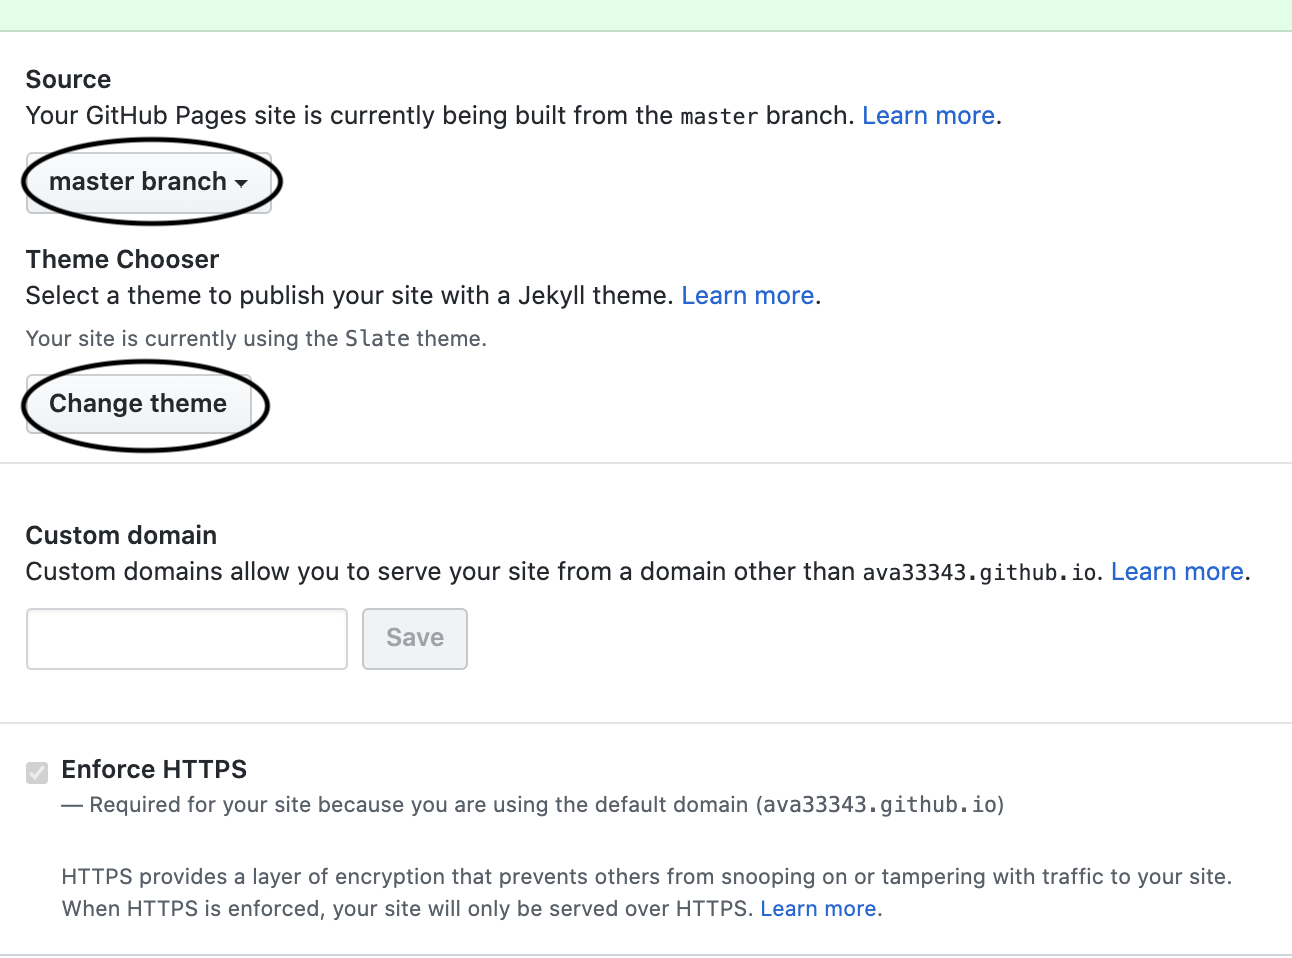 Source
Your GitHub Pages site is currently being built from the master branch. Learn more.
master branch
Theme Chooser
Select a theme to publish your site with a Jekyll theme. Learn more.
Your site is currently using the Slate theme.
Change theme
Custom domain
Custom domains allow you to serve your site from a domain other than ava33343.github.io. Learn more.
Save
Enforce HTTPS
— Required for your site because you are using the default domain (ava33343.github.io)
HTTPS provides a layer of encryption that prevents others from snooping on or tampering with traffic to your site.
When HTTPS is enforced, your site will only be served over HTTPS. Learn more.